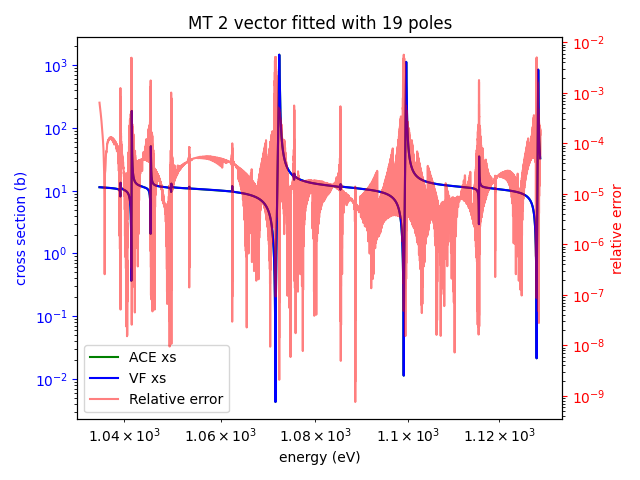 MT 2 vector fitted with 19 poles
cross section (b)
10³
10²
10¹
10⁰
10⁻¹
10⁻²
10⁻²
10⁻³
10⁻⁴
10⁻⁵
10⁻⁶
10⁻⁷
10⁻⁸
10⁻⁹
relative error
ACE xs
VF xs
Relative error
1.04 × 10³ 1.06 × 10³ 1.08 × 10³ 1.1 × 10³ 1.12 × 10³
energy (eV)